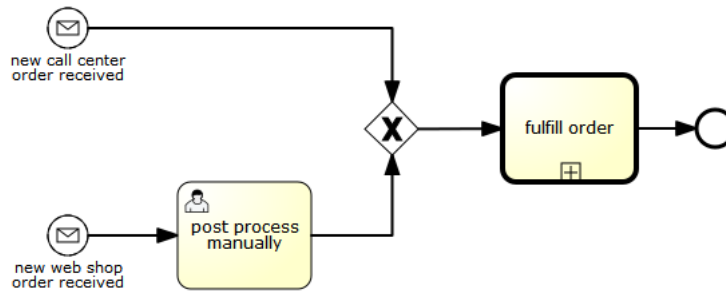 new call center
order received
fulfill order
post process
manually
new web shop
order received